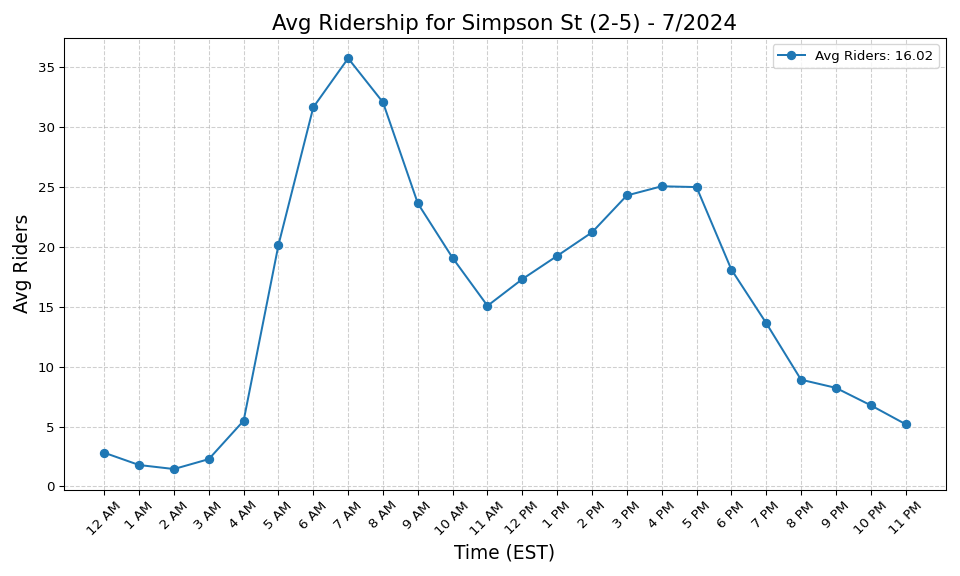 Avg Ridership for Simpson St (2-5) - 7/2024
Avg Riders: 16.02
Avg Riders
35
30
25
20
15
10
5
0
12 AM
1 AM
2 AM
3 AM
4 AM
5 AM
6 AM
7 AM
8 AM
9 AM
10 AM
11 AM
12 PM
1 PM
2 PM
3 PM
4 PM
5 PM
6 PM
7 PM
8 PM
9 PM
10 PM
11 PM
Time (EST)